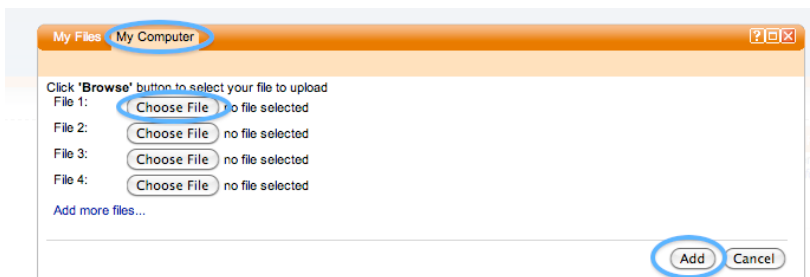 My Files My Computer ?
Click 'Browse' button to select your file to upload
File 1: Choose File no file selected
File 2: Choose File no file selected
File 3: Choose File no file selected
File 4: Choose File no file selected
Add more files...
Add Cancel